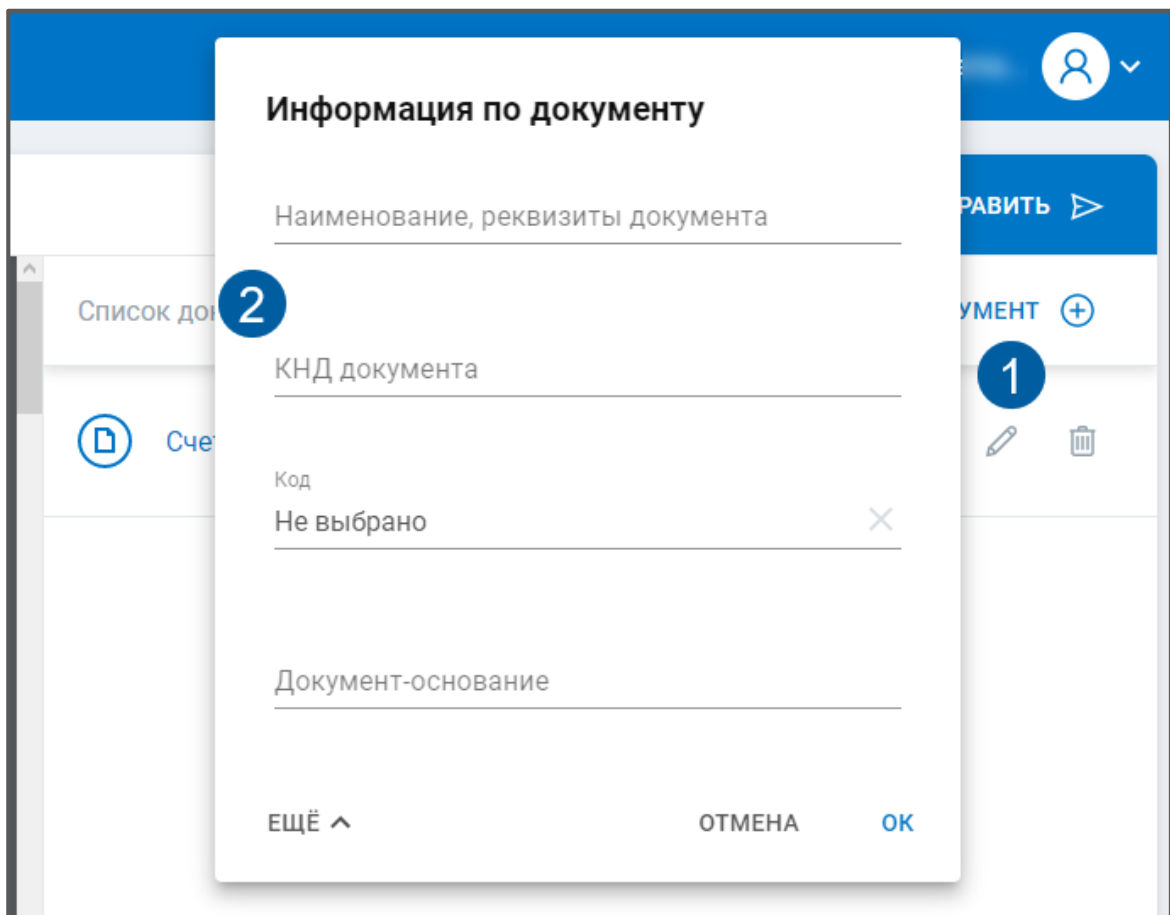 Информация по документу
Наименование, реквизиты документа
РАВИТЬ
Список до
2
УМЕНТ
КНД документа
1
Сче
Код
Не выбрано
Документ-основание
ЕЩЁ ОТМЕНА ОК